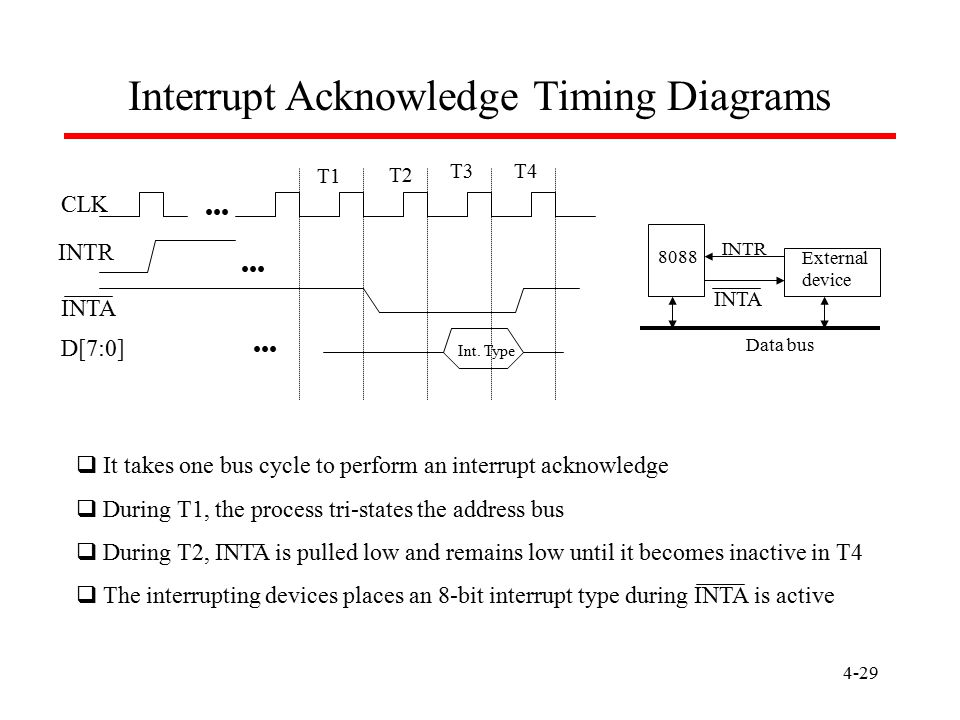 Interrupt Acknowledge Timing Diagrams
T1 T2 T3 T4
CLK
INTR
INTA
D[7:0]
Int. Type
8088
INTR
INTA
External
device
Data bus
❑ It takes one bus cycle to perform an interrupt acknowledge
❑ During T1, the process tri-states the address bus
❑ During T2, INTA is pulled low and remains low until it becomes inactive in T4
❑ The interrupting devices places an 8-bit interrupt type during INTA is active
4-29